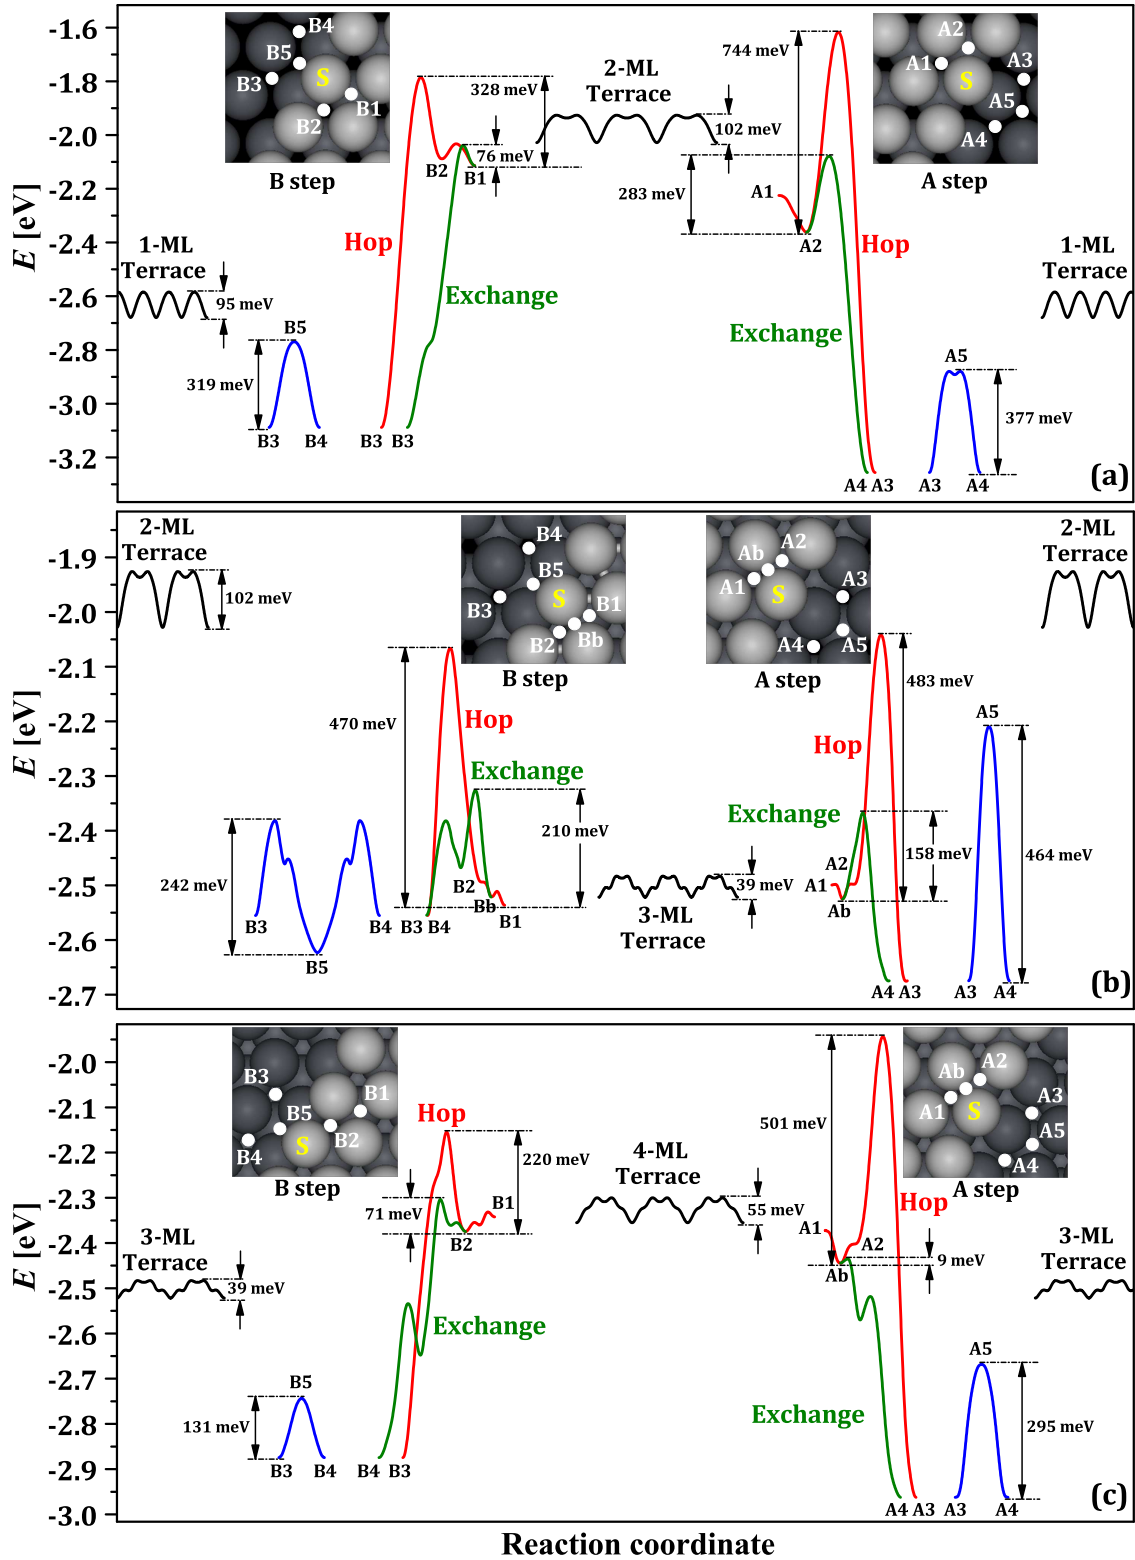 E [eV]
-1.6
-1.8
-2.0
-2.2
-2.4
-2.6
-2.8
-3.0
-3.2
B4
B5
B3
S
B1
B2
B step
2-ML
Terrace
744 meV
A2
A1
S
A3
A5
A4
A step
328 meV
76 meV
B2
B1
102 meV
283 meV
A1
A2
Hop
Exchange
Hop
Exchange
1-ML
Terrace
95 meV
1-ML
Terrace
B5
319 meV
B3
B4
B3
B3
A5
377 meV
A4
A3
A3
A4
(a)
E [eV]
-1.9
-2.0
-2.1
-2.2
-2.3
-2.4
-2.5
-2.6
-2.7
2-ML
Terrace
102 meV
B4
B5
B3
S
B1
Bb
B2
B step
Ab
A2
A1
S
A3
A4
A5
A step
2-ML
Terrace
470 meV
Hop
Exchange
210 meV
242 meV
B3
B5
B4
B3
B4
B2
Bb
B1
3-ML
Terrace
39 meV
Hop
Exchange
483 meV
158 meV
A2
A1
Ab
A5
464 meV
A4
A3
A3
A4
(b)
E [eV]
-2.0
-2.1
-2.2
-2.3
-2.4
-2.5
-2.6
-2.7
-2.8
-2.9
-3.0
B3
B1
B5
B2
B4
S
B step
Hop
220 meV
71 meV
B1
B2
4-ML
Terrace
55 meV
501 meV
Ab
A2
A1
S
A3
A5
A4
A step
Hop
A1
A2
Ab
9 meV
3-ML
Terrace
39 meV
3-ML
Terrace
Exchange
Exchange
B5
131 meV
B3
B4
B4
B3
A5
295 meV
A4
A3
A3
A4
(c)
Reaction coordinate